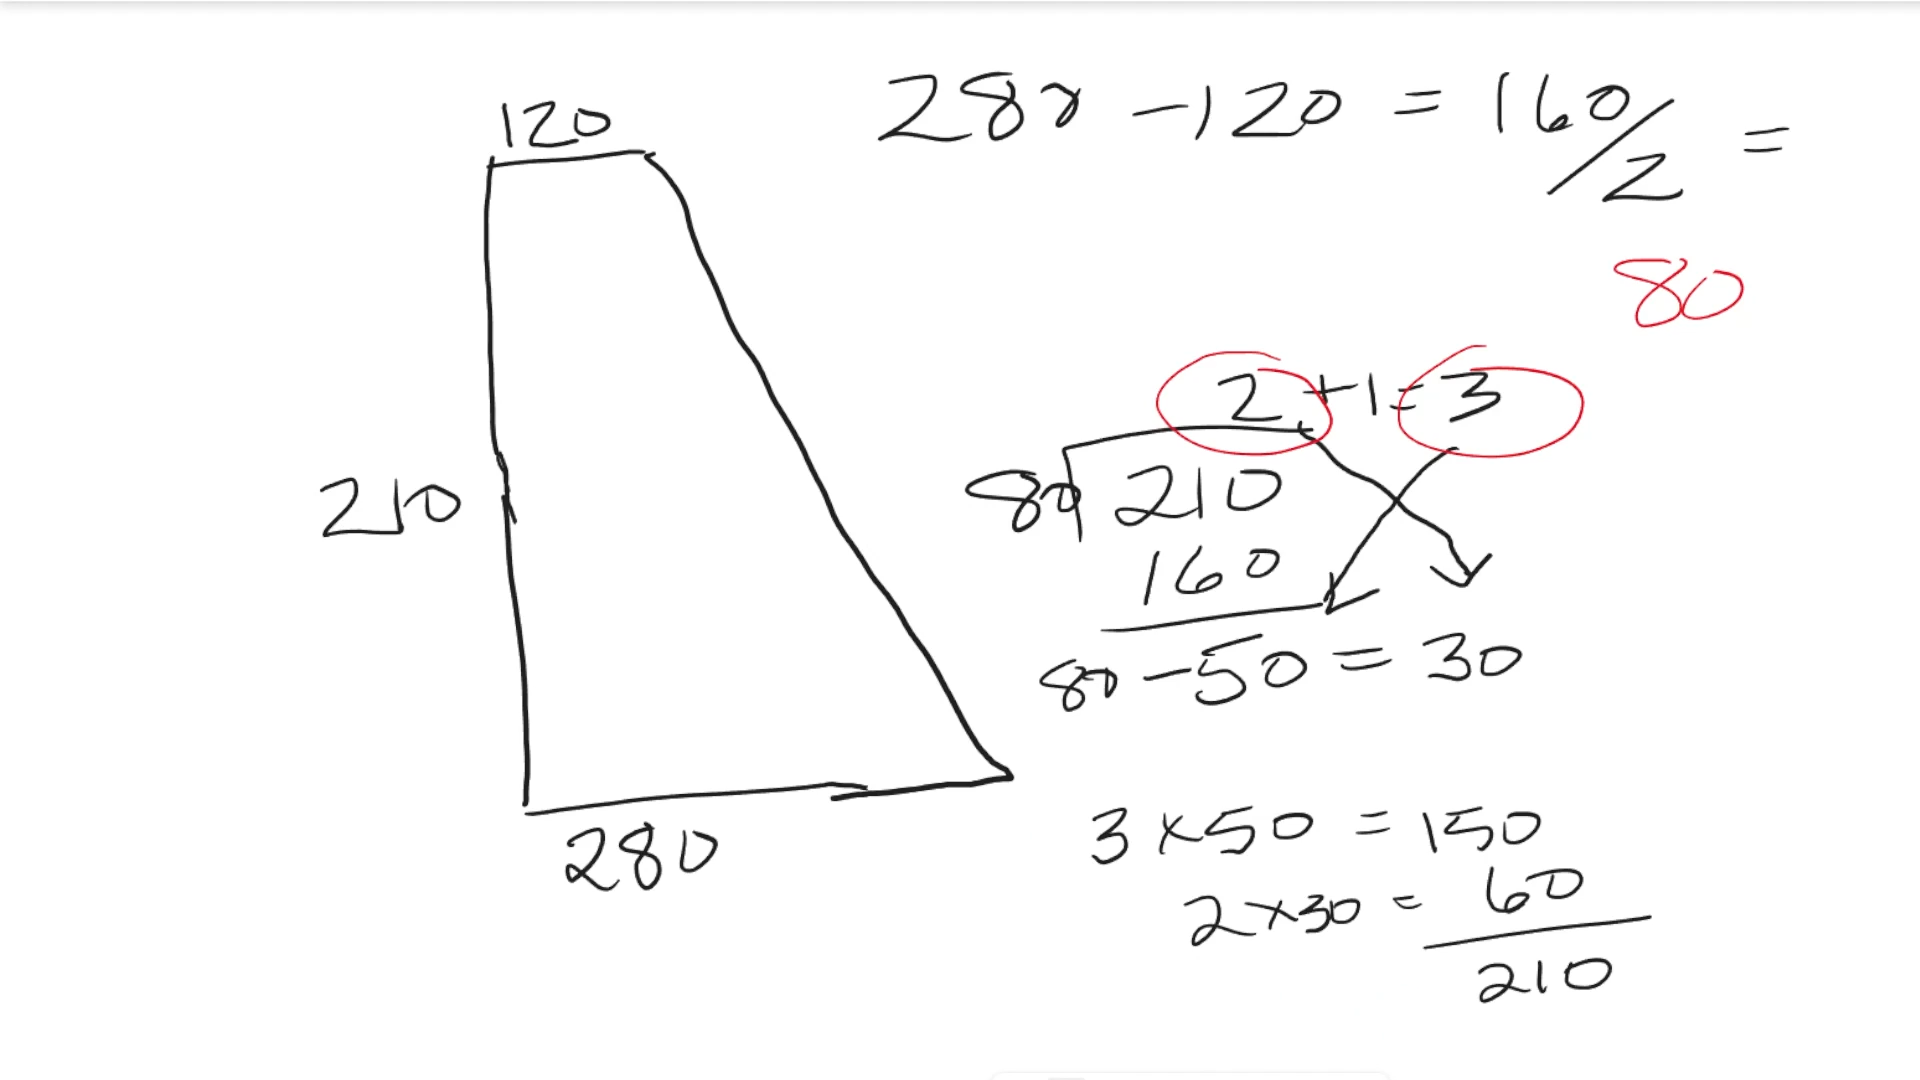 120
280 -120 = 160/2 =
80
2 +1= 3
210
80 210
160
80 -50 = 30
280
3 x 50 = 150
2 x 30 = 60
210